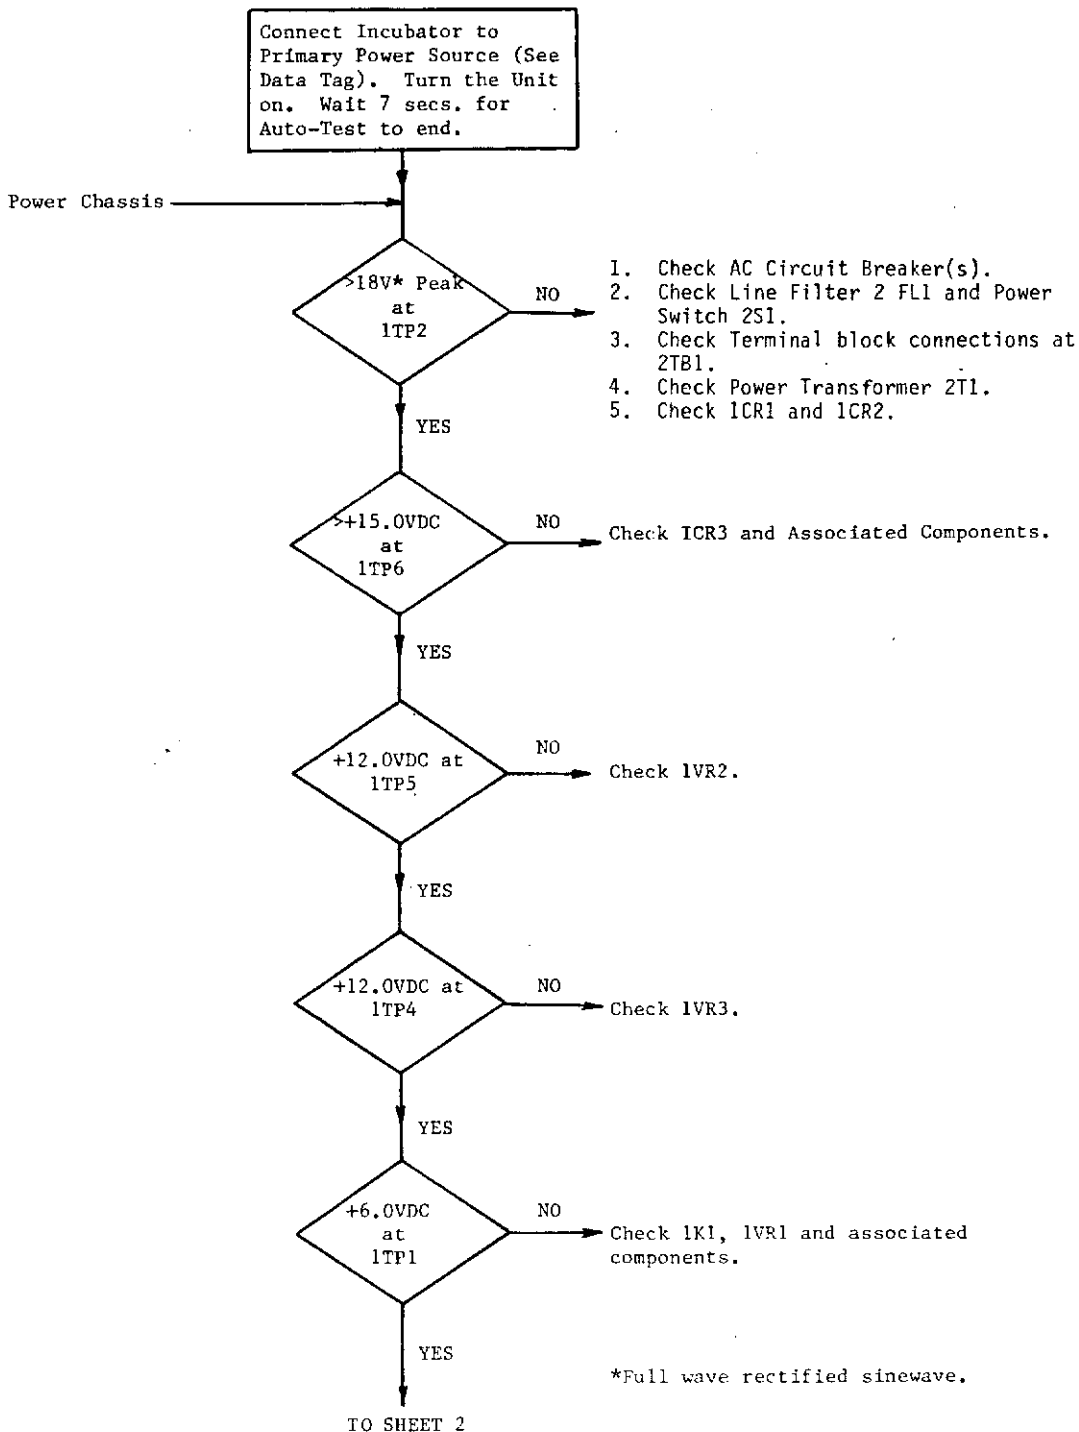 Connect Incubator to
Primary Power Source (See
Data Tag). Turn the Unit
on. Wait 7 secs. for
Auto-Test to end.
Power Chassis
>18V* Peak
at
1TP2
NO
1. Check AC Circuit Breaker(s).
2. Check Line Filter 2 FL1 and Power
Switch 2S1.
3. Check Terminal block connections at
2TB1.
4. Check Power Transformer 2T1.
5. Check 1CR1 and 1CR2.
YES
>+15.0VDC
at
1TP6
NO
Check 1CR3 and Associated Components.
YES
+12.0VDC at
1TP5
NO
Check 1VR2.
YES
+12.0VDC at
1TP4
NO
Check 1VR3.
YES
+6.0VDC
at
1TP1
NO
Check 1K1, 1VR1 and associated
components.
YES
*Full wave rectified sinewave.
TO SHEET 2